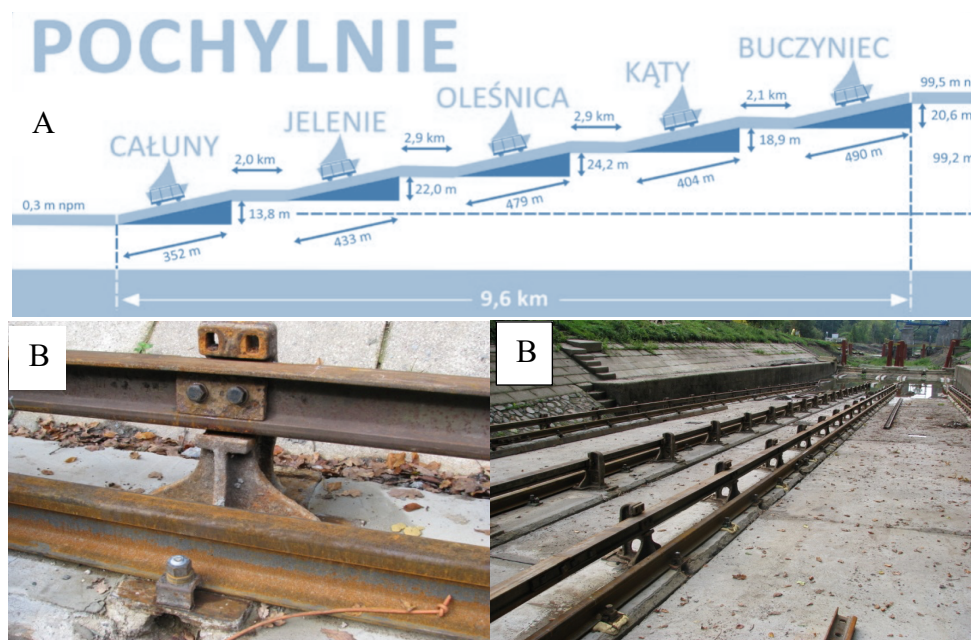 POCHYLNIE
A
CAŁUNY
JELENIE
OLEŚNICA
KĄTY
BUCZYNIEC
2,0 km
2,9 km
2,9 km
2,1 km
99,5 m n
20,6 m
18,9 m
24,2 m
22,0 m
13,8 m
99,2 m
0,3 m npm
352 m
433 m
479 m
404 m
490 m
9,6 km
B
B